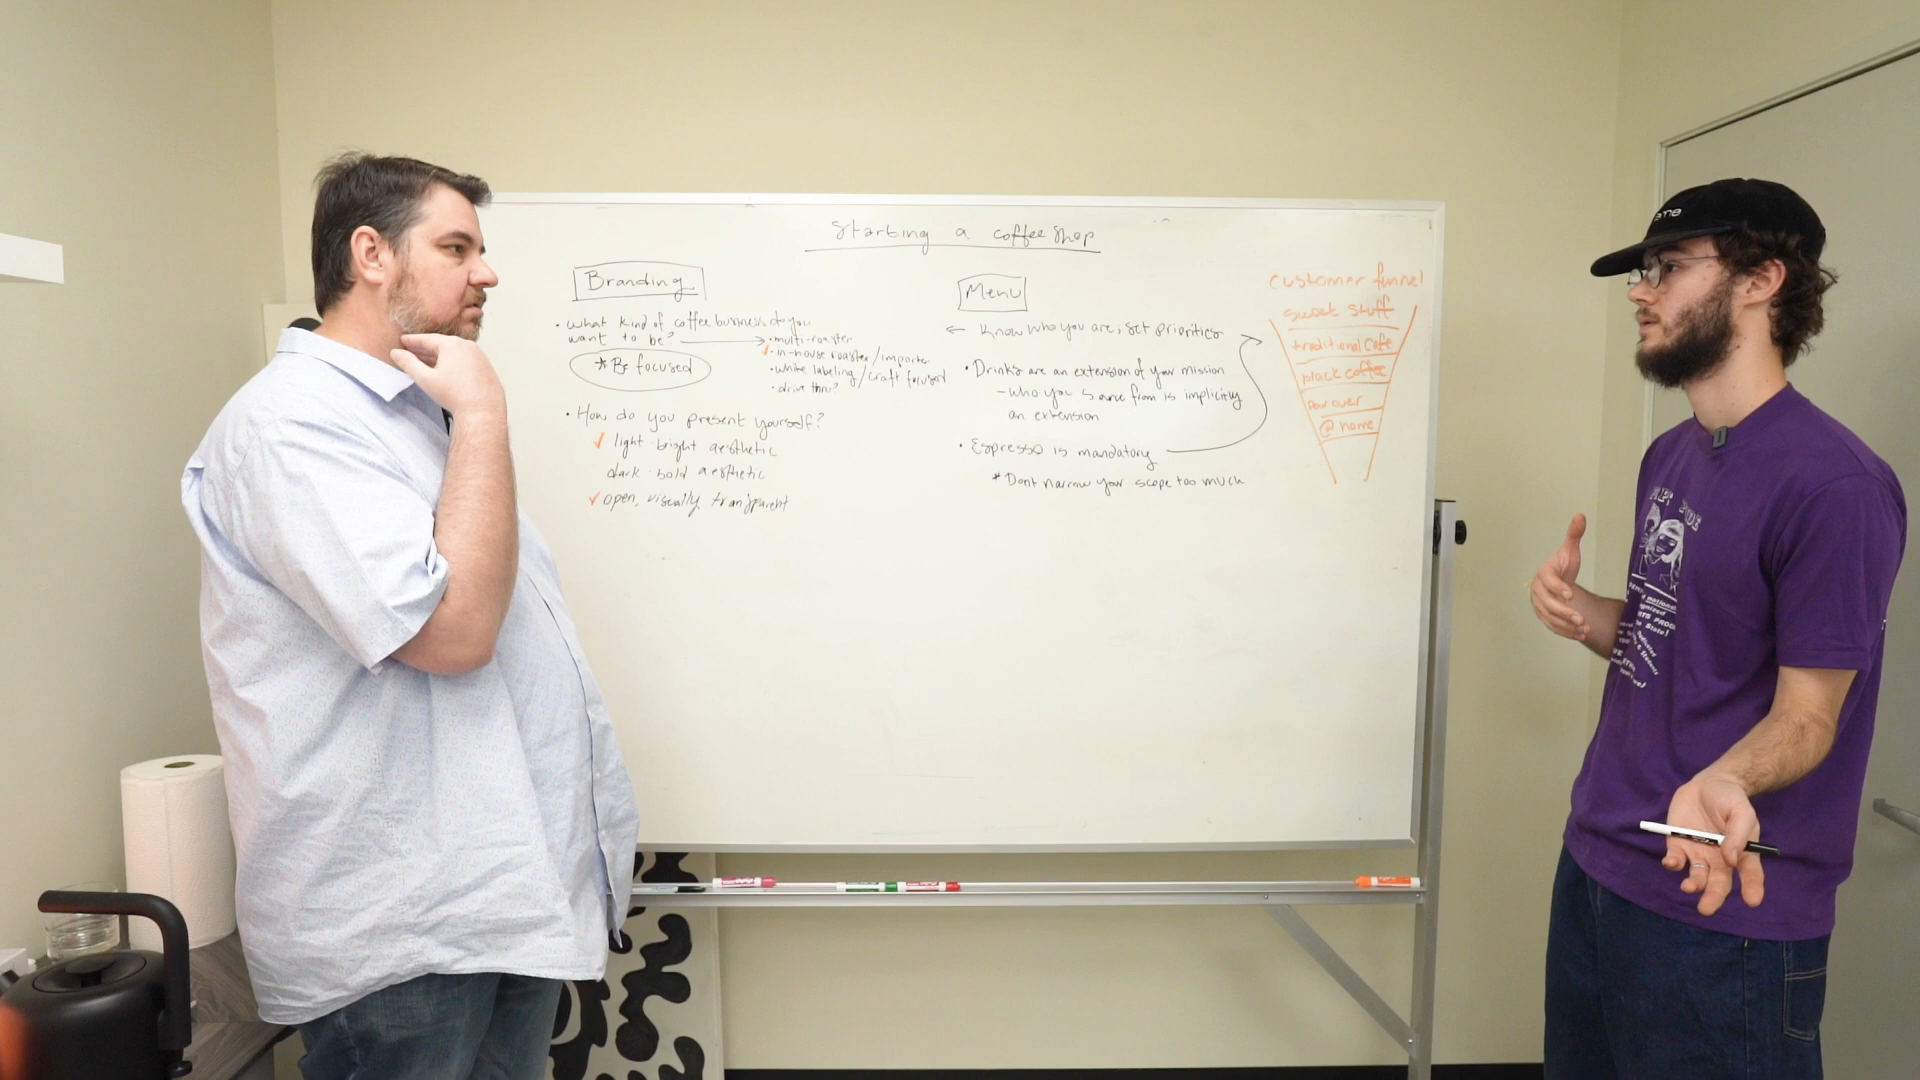 Starting a coffee shop
Branding
• What kind of coffee business do you
want to be?
* Be focused
• multi-roaster
✓ • in-house roaster/importer
• white labeling/craft focused
• drive thru?
• How do you present yourself?
✓ light · bright aesthetic
dark · bold aesthetic
✓ open, visually transparent
Menu
← Know who you are, set priorities
• Drinks are an extension of your mission
- who you source from is implicitly
an extension
• Espresso is mandatory
* Dont narrow your scope too much
customer funnel
sweet stuff
traditional cafe
black coffee
pour over
@ home